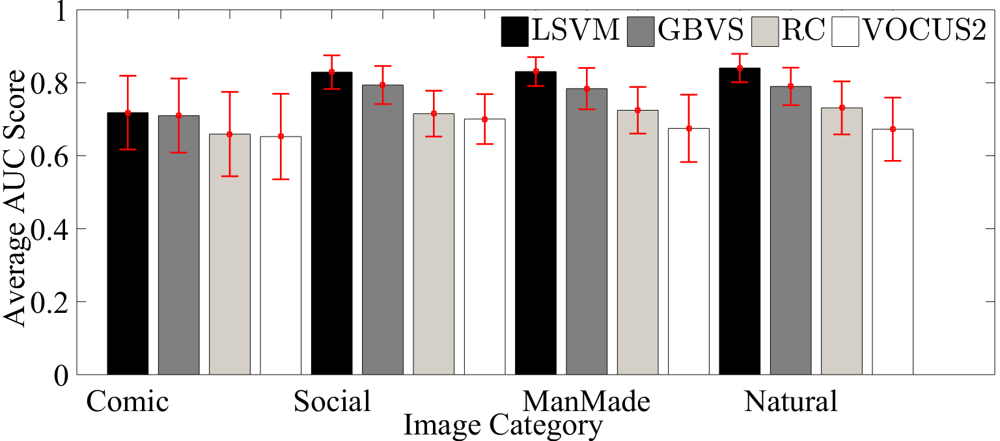 1
LSVM GBVS RC VOCUS2
0.8
0.6
0.4
0.2
0
Average AUC Score
Comic Social ManMade Natural
Image Category